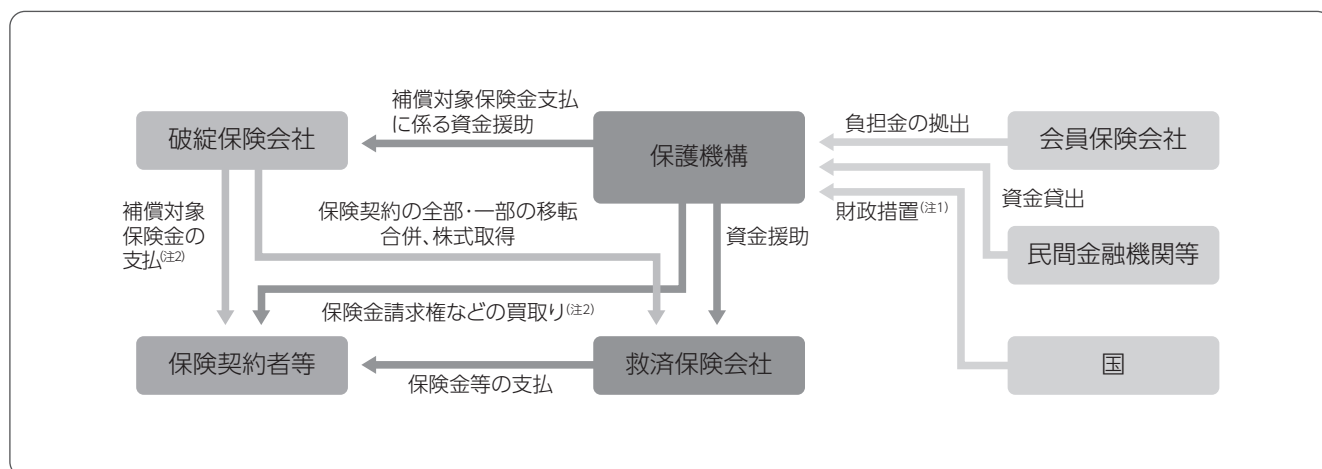 補償対象保険金支払
に係る資金援助
破綻保険会社
保護機構
負担金の拠出
会員保険会社
補償対象
保険金の
支払(注2)
保険契約の全部・一部の移転
合併、株式取得
資金援助
財政措置(注1)
資金貸出
民間金融機関等
保険金請求権などの買取り(注2)
保険契約者等
保険金等の支払
救済保険会社
国